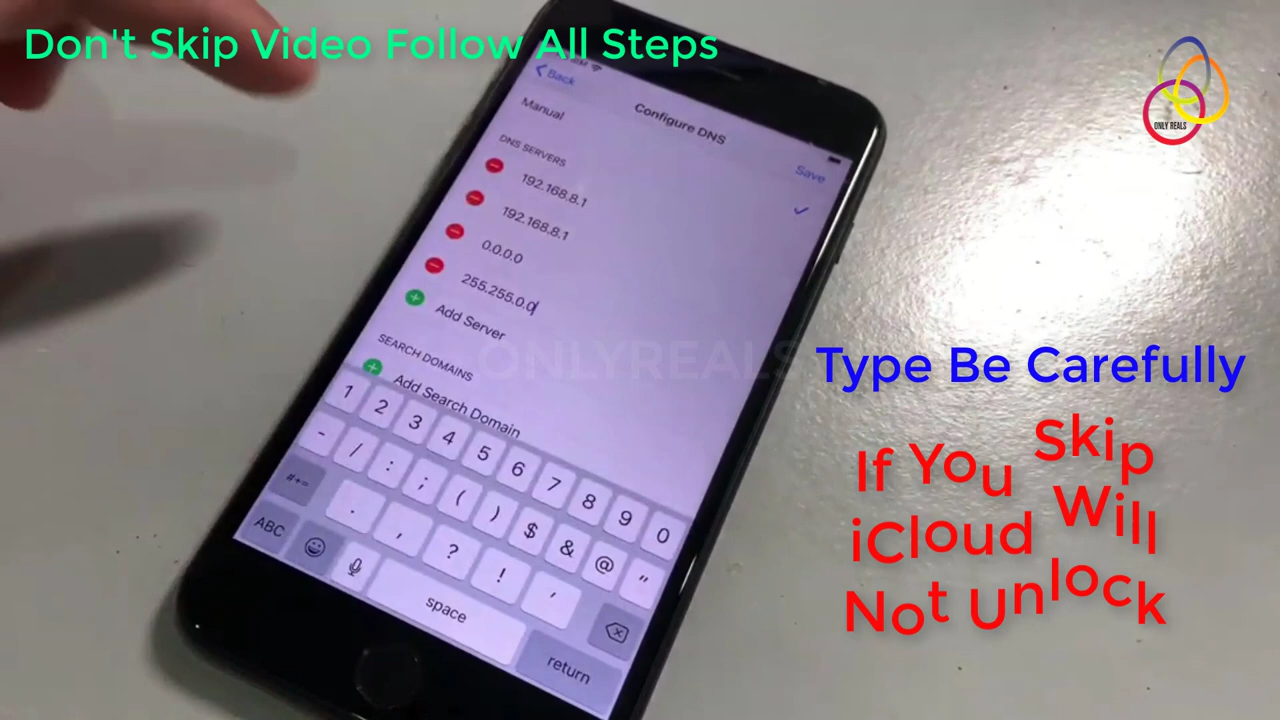 Don't Skip Video Follow All Steps
ONLY REALS
Back
Configure DNS
Save
Manual
DNS SERVERS
192.168.8.1
192.168.8.1
0.0.0.0
255.255.0.0
Add Server
SEARCH DOMAINS
Add Search Domain
ONLYREALS
1 2 3 4 5 6 7 8 9 0
- / : ; ( ) $ & @ "
#+= . , ? ! '
ABC space return
Type Be Carefully
If You Skip
iCloud Will
Not Unlock